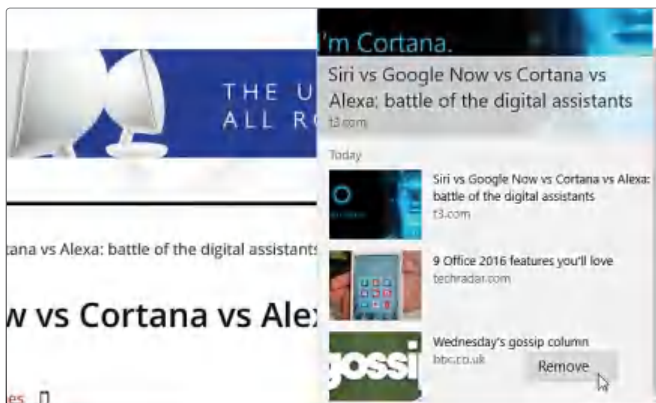 I'm Cortana.
Siri vs Google Now vs Cortana vs
Alexa: battle of the digital assistants
t3.com
Today
Siri vs Google Now vs Cortana vs Alexa:
battle of the digital assistants
t3.com
9 Office 2016 features you'll love
techradar.com
Wednesday's gossip column
bbc.co.uk
gossi
Remove
THE U
ALL R
tana vs Alexa: battle of the digital assistants
w vs Cortana vs Ale
es